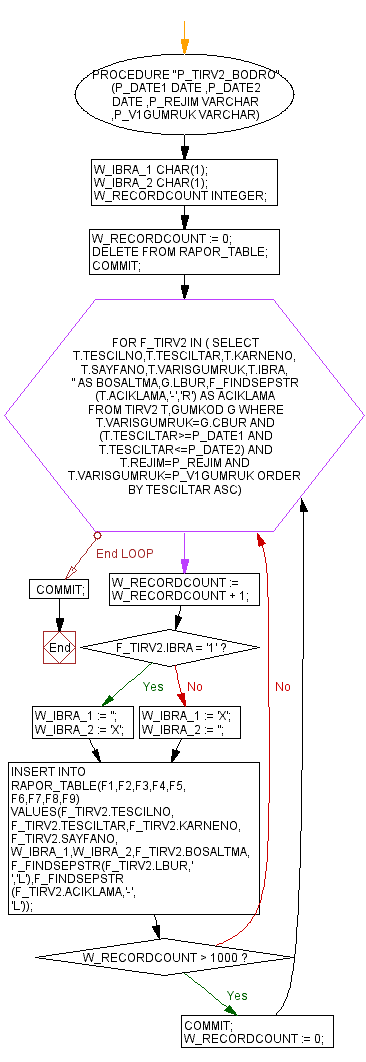 PROCEDURE "P_TIRV2_BODRO"
(P_DATE1 DATE ,P_DATE2
DATE ,P_REJIM VARCHAR
,P_V1GUMRUK VARCHAR)
W_IBRA_1 CHAR(1);
W_IBRA_2 CHAR(1);
W_RECORDCOUNT INTEGER;
W_RECORDCOUNT := 0;
DELETE FROM RAPOR_TABLE;
COMMIT;
FOR F_TIRV2 IN ( SELECT
T.TESCILNO,T.TESCILTAR,T.KARNENO,
T.SAYFANO,T.VARISGUMRUK,T.IBRA,
'' AS BOSALTMA,G.LBUR,F_FINDSEPSTR
(T.ACIKLAMA,'-','R') AS ACIKLAMA
FROM TIRV2 T,GUMKOD G WHERE
T.VARISGUMRUK=G.CBUR AND
(T.TESCILTAR>=P_DATE1 AND
T.TESCILTAR<=P_DATE2) AND
T.REJIM=P_REJIM AND
T.VARISGUMRUK=P_V1GUMRUK ORDER
BY TESCILTAR ASC)
End LOOP
COMMIT;
End
W_RECORDCOUNT :=
W_RECORDCOUNT + 1;
F_TIRV2.IBRA = '1' ?
Yes
No
W_IBRA_1 := '';
W_IBRA_2 := 'X';
W_IBRA_1 := 'X';
W_IBRA_2 := '';
No
INSERT INTO
RAPOR_TABLE(F1,F2,F3,F4,F5,
F6,F7,F8,F9)
VALUES(F_TIRV2.TESCILNO,
F_TIRV2.TESCILTAR,F_TIRV2.KARNENO,
F_TIRV2.SAYFANO,
W_IBRA_1,W_IBRA_2,F_TIRV2.BOSALTMA,
F_FINDSEPSTR(F_TIRV2.LBUR,'
','L'),F_FINDSEPSTR
(F_TIRV2.ACIKLAMA,'-',
'L'));
W_RECORDCOUNT > 1000 ?
Yes
COMMIT;
W_RECORDCOUNT := 0;